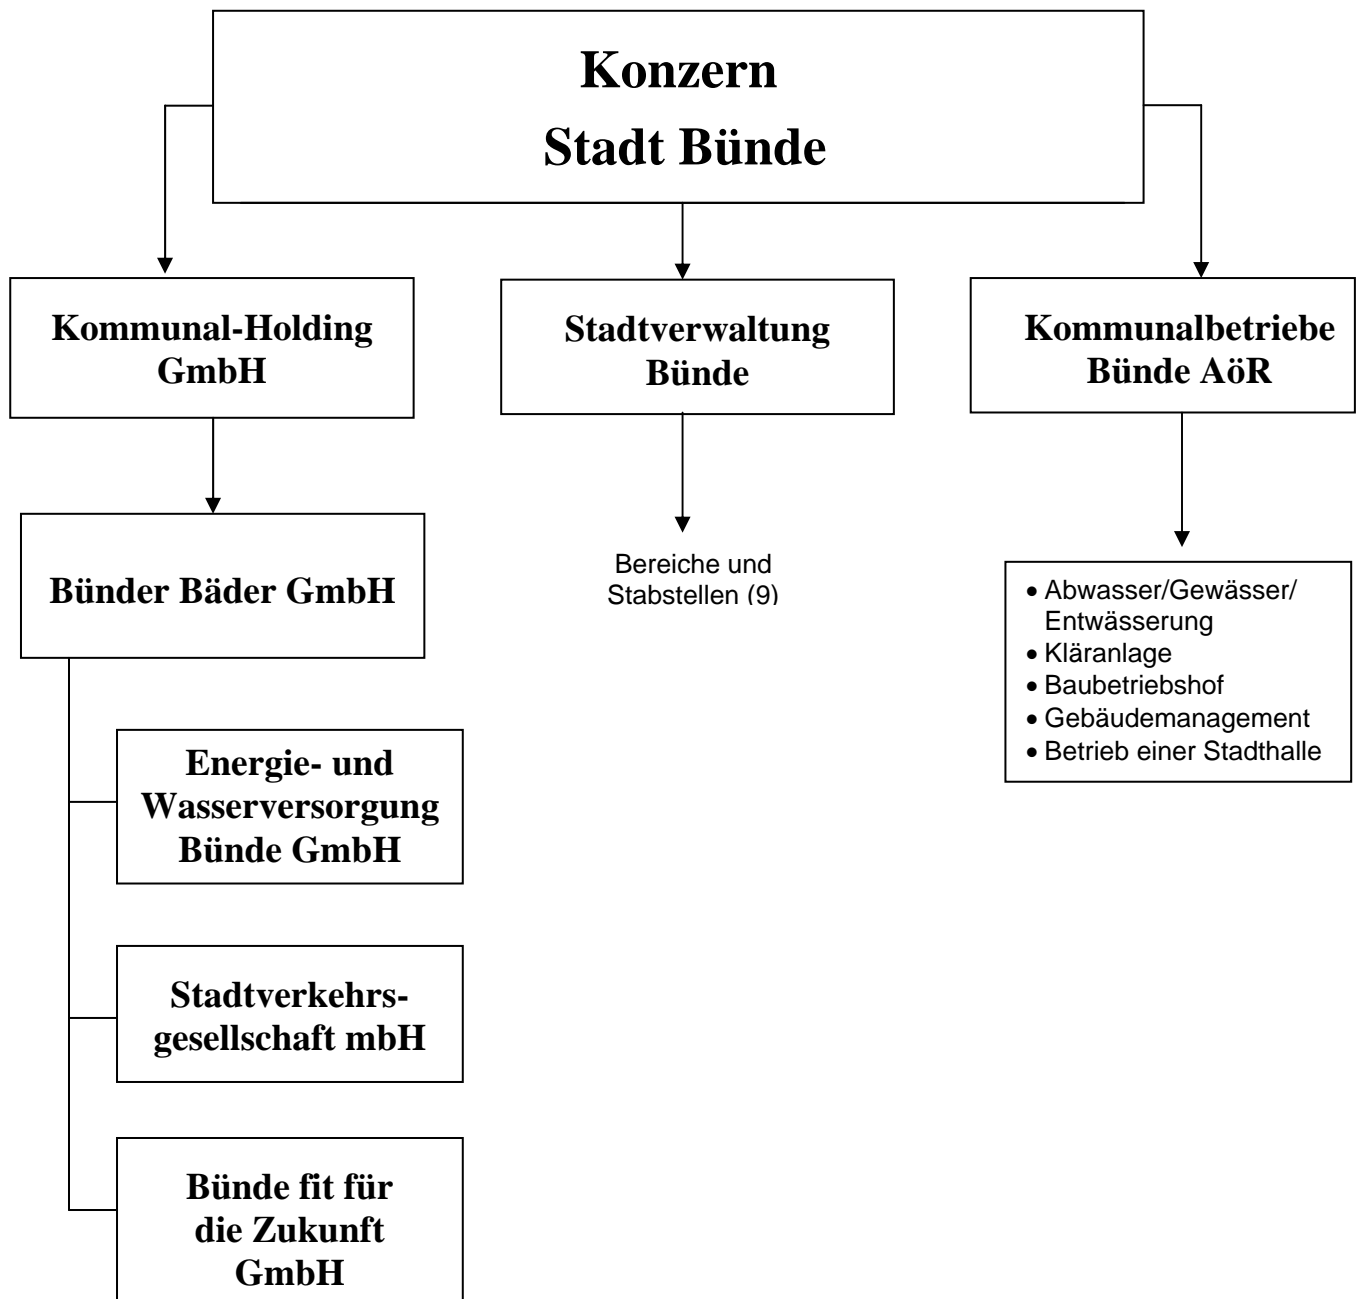 Konzern
Stadt Bünde
Kommunal-Holding
GmbH
Stadtverwaltung
Bünde
Kommunalbetriebe
Bünde AöR
Bünder Bäder GmbH
Bereiche und
Stabstellen (9)
• Abwasser/Gewässer/
Entwässerung
• Kläranlage
• Baubetriebshof
• Gebäudemanagement
• Betrieb einer Stadthalle
Energie- und
Wasserversorgung
Bünde GmbH
Stadtverkehrs-
gesellschaft mbH
Bünde fit für
die Zukunft
GmbH